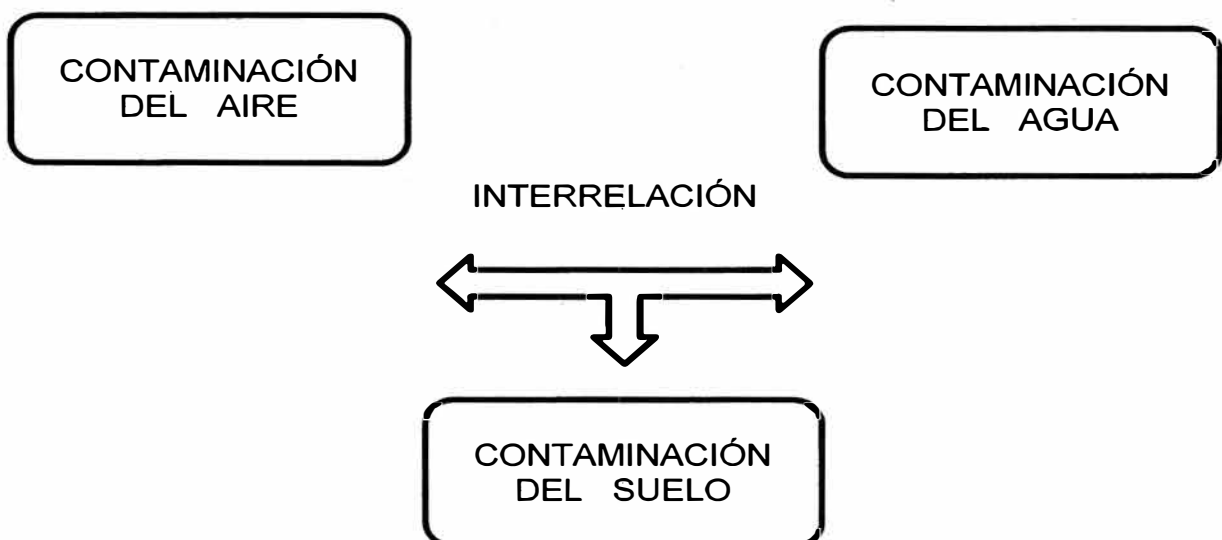 CONTAMINACIÓN
DEL AIRE
CONTAMINACIÓN
DEL AGUA
INTERRELACIÓN
CONTAMINACIÓN
DEL SUELO